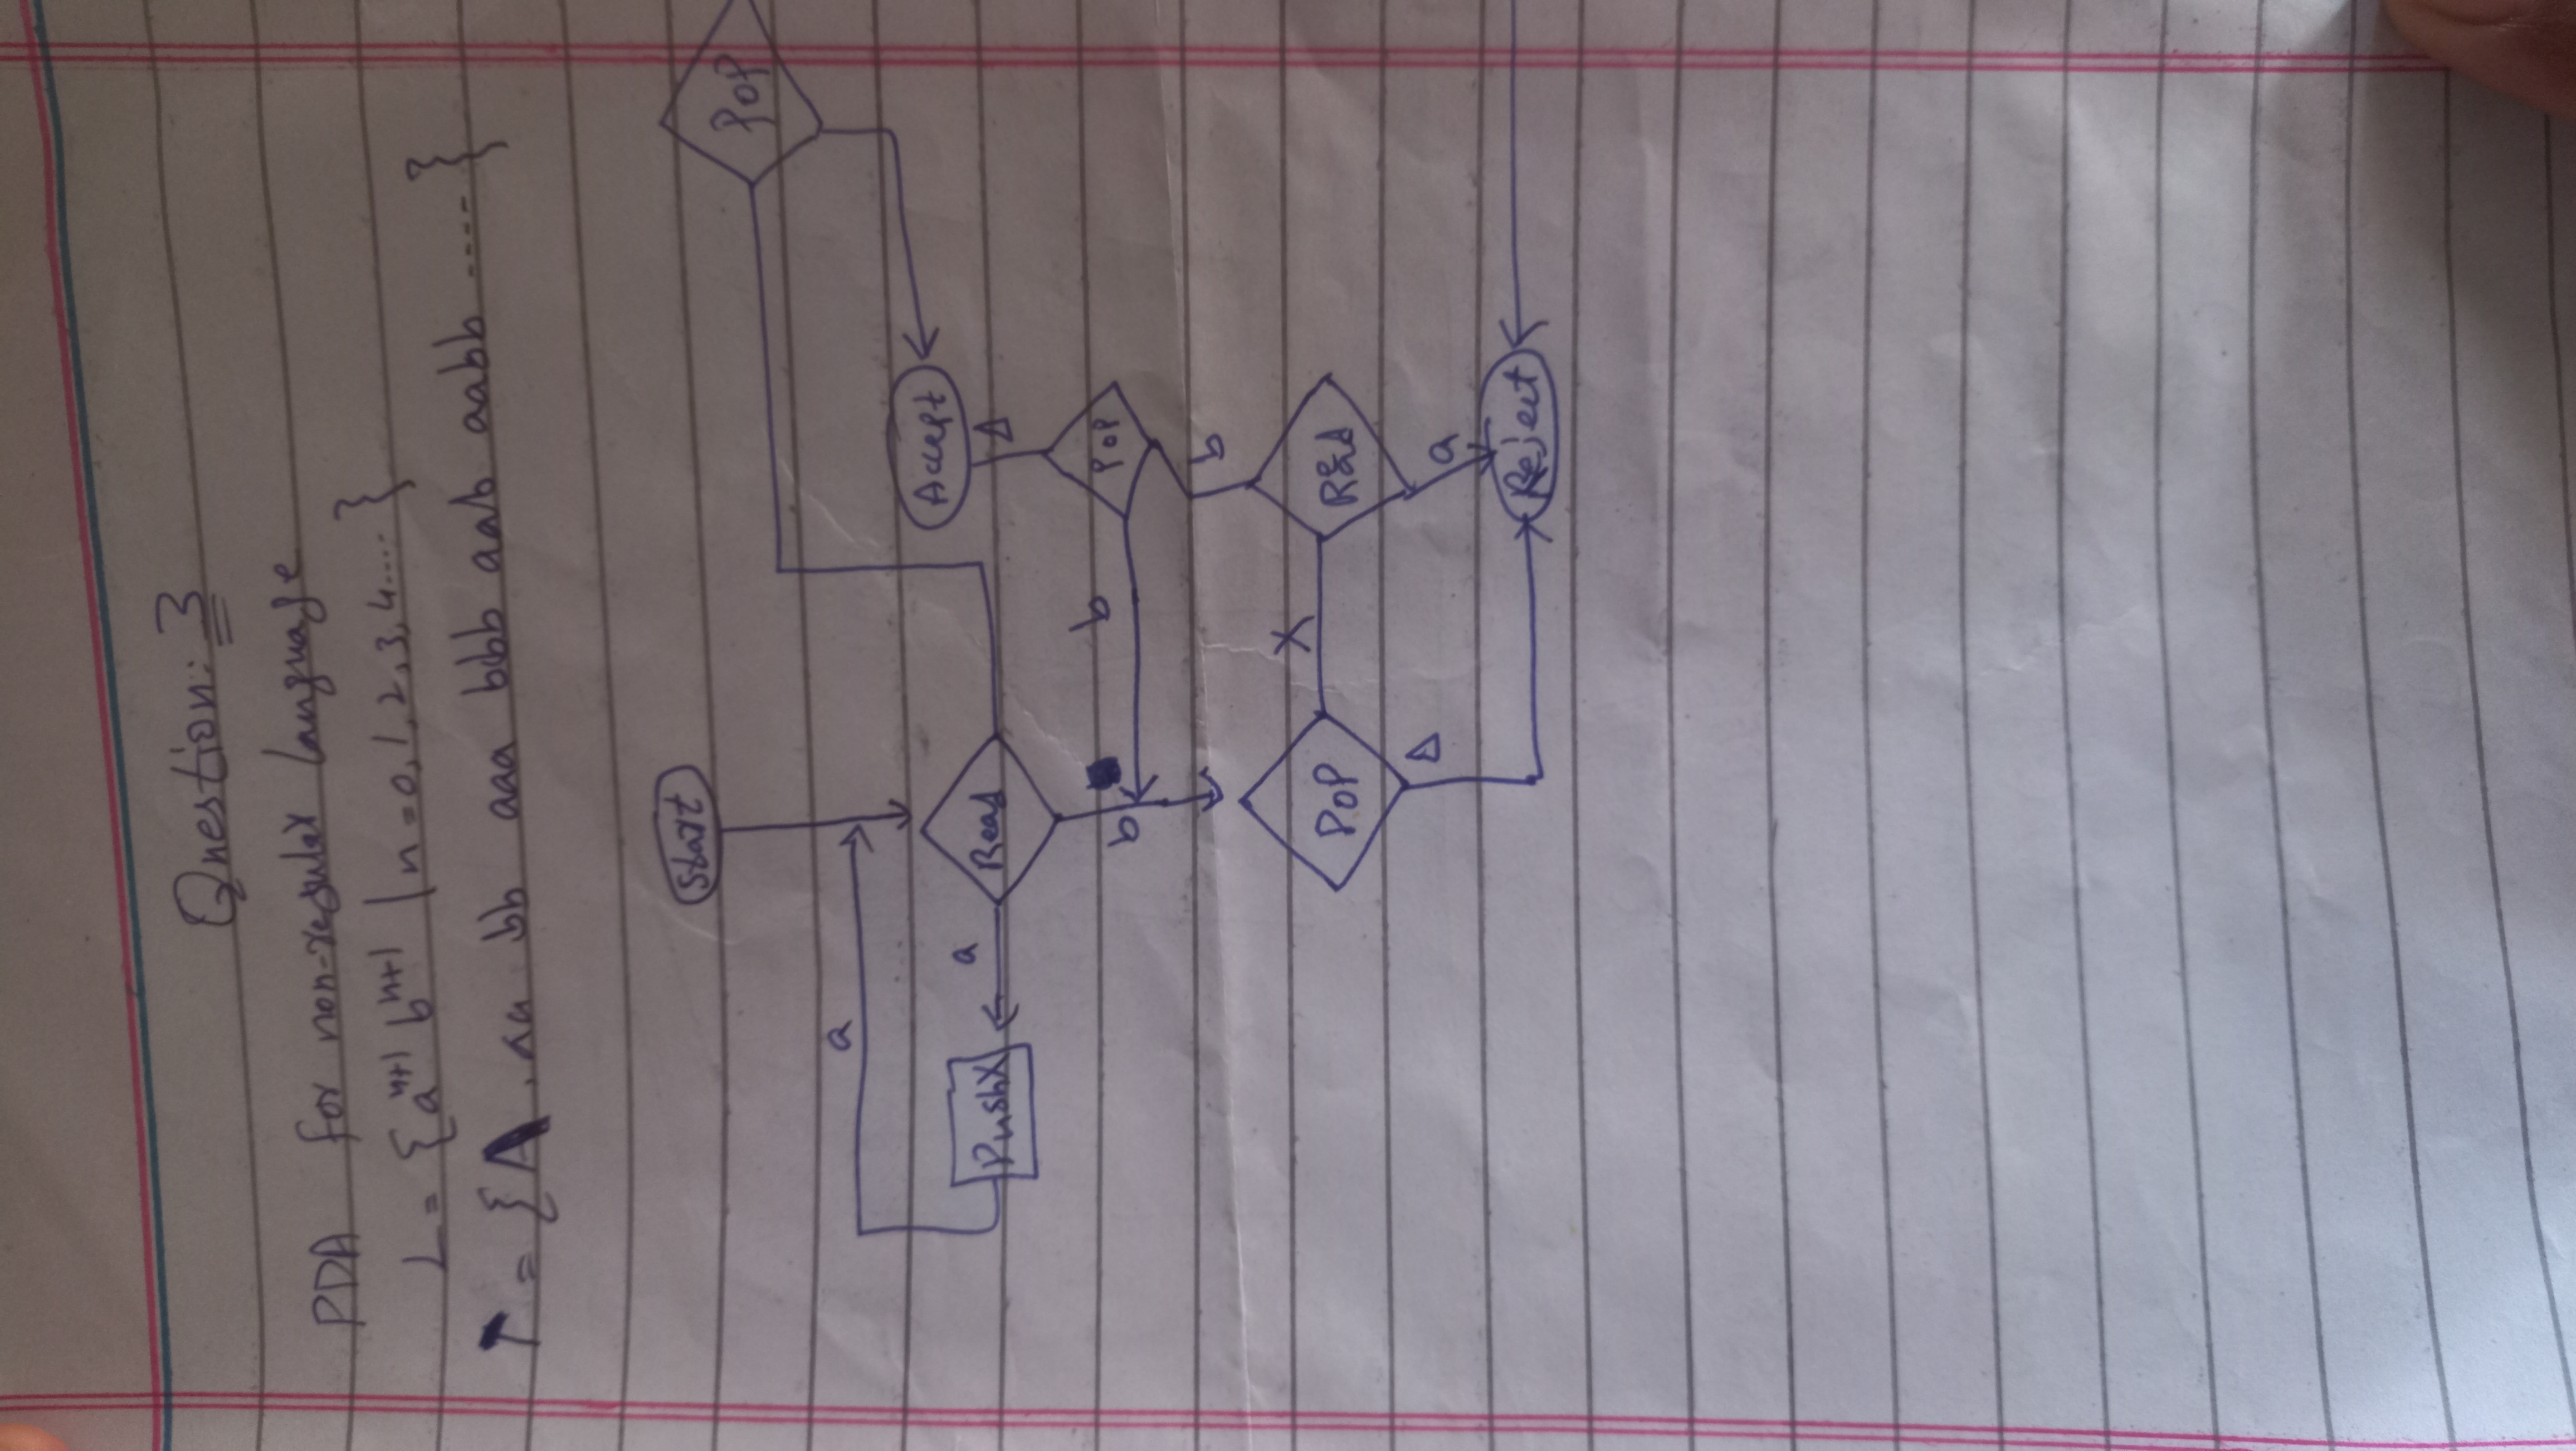 Question: 3
PDA for non-regular language
L = {a^n+1 b^n+1 | n = 0, 1, 2, 3, 4.... }
T = {Λ, aa bb aaa bbb aab aabb ---- }
Start
POP
a
Accept
PushX a Read
Δ
b POP
b
b
X
POP Read
Δ a
Reject